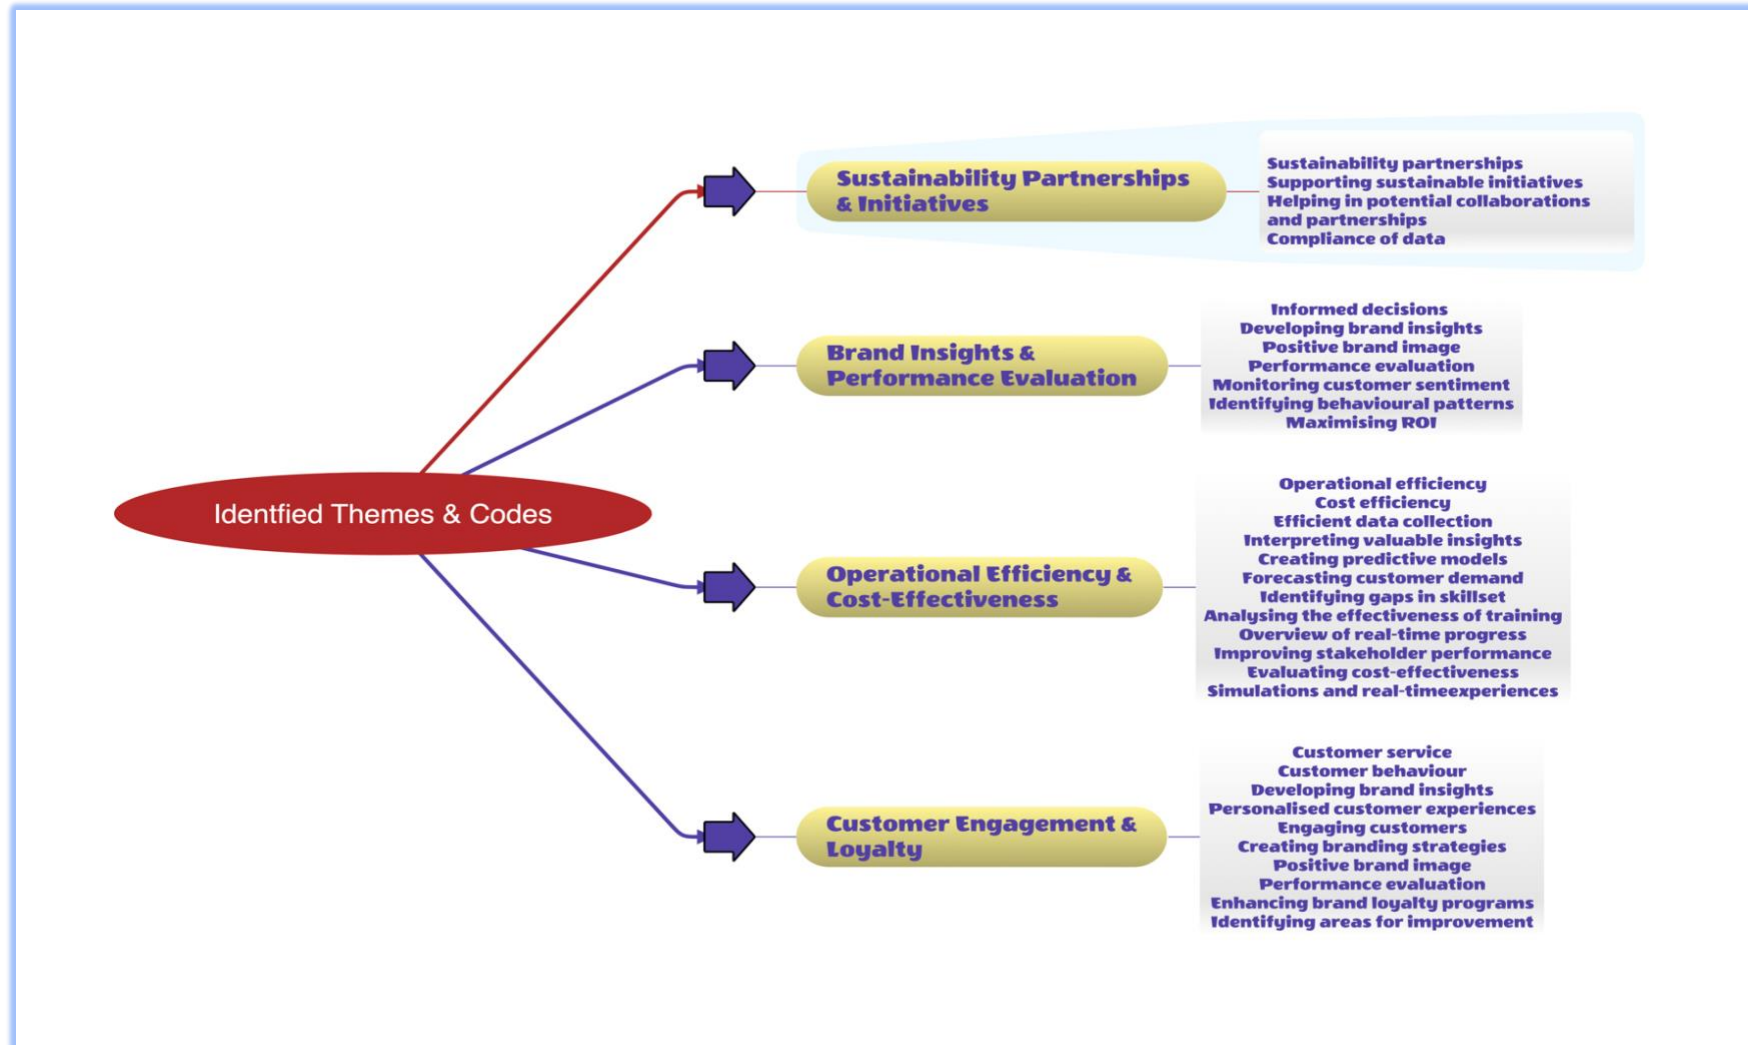 Identfied Themes & Codes
Sustainability Partnerships
& Initiatives
Sustainability partnerships
Supporting sustainable initiatives
Helping in potential collaborations
and partnerships
Compliance of data
Brand Insights &
Performance Evaluation
Informed decisions
Developing brand insights
Positive brand image
Performance evaluation
Monitoring customer sentiment
Identifying behavioural patterns
Maximising ROI
Operational Efficiency &
Cost-Effectiveness
Operational efficiency
Cost efficiency
Efficient data collection
Interpreting valuable insights
Creating predictive models
Forecasting customer demand
Identifying gaps in skillset
Analysing the effectiveness of training
Overview of real-time progress
Improving stakeholder performance
Evaluating cost-effectiveness
Simulations and real-timeexperiences
Customer Engagement &
Loyalty
Customer service
Customer behaviour
Developing brand insights
Personalised customer experiences
Engaging customers
Creating branding strategies
Positive brand image
Performance evaluation
Enhancing brand loyalty programs
Identifying areas for improvement